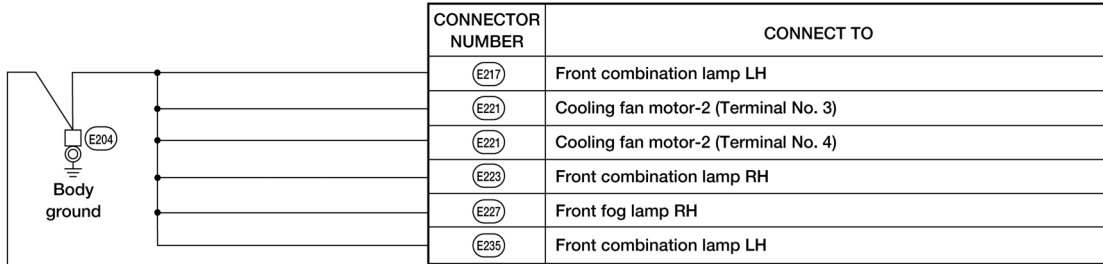 CONNECTOR NUMBER
CONNECT TO
E217 Front combination lamp LH
E221 Cooling fan motor-2 (Terminal No. 3)
E204
E221 Cooling fan motor-2 (Terminal No. 4)
Body ground
E223 Front combination lamp RH
E227 Front fog lamp RH
E235 Front combination lamp LH